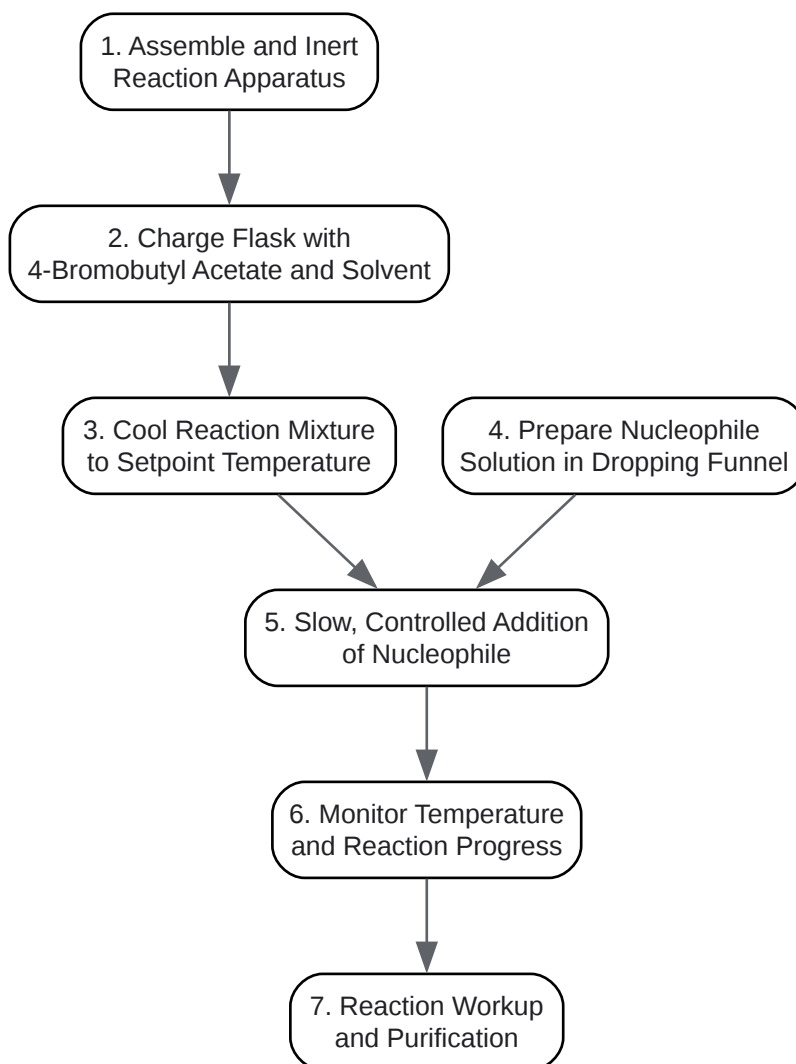 1. Assemble and Inert
Reaction Apparatus
2. Charge Flask with
4-Bromobutyl Acetate and Solvent
3. Cool Reaction Mixture
to Setpoint Temperature
4. Prepare Nucleophile
Solution in Dropping Funnel
5. Slow, Controlled Addition
of Nucleophile
6. Monitor Temperature
and Reaction Progress
7. Reaction Workup
and Purification